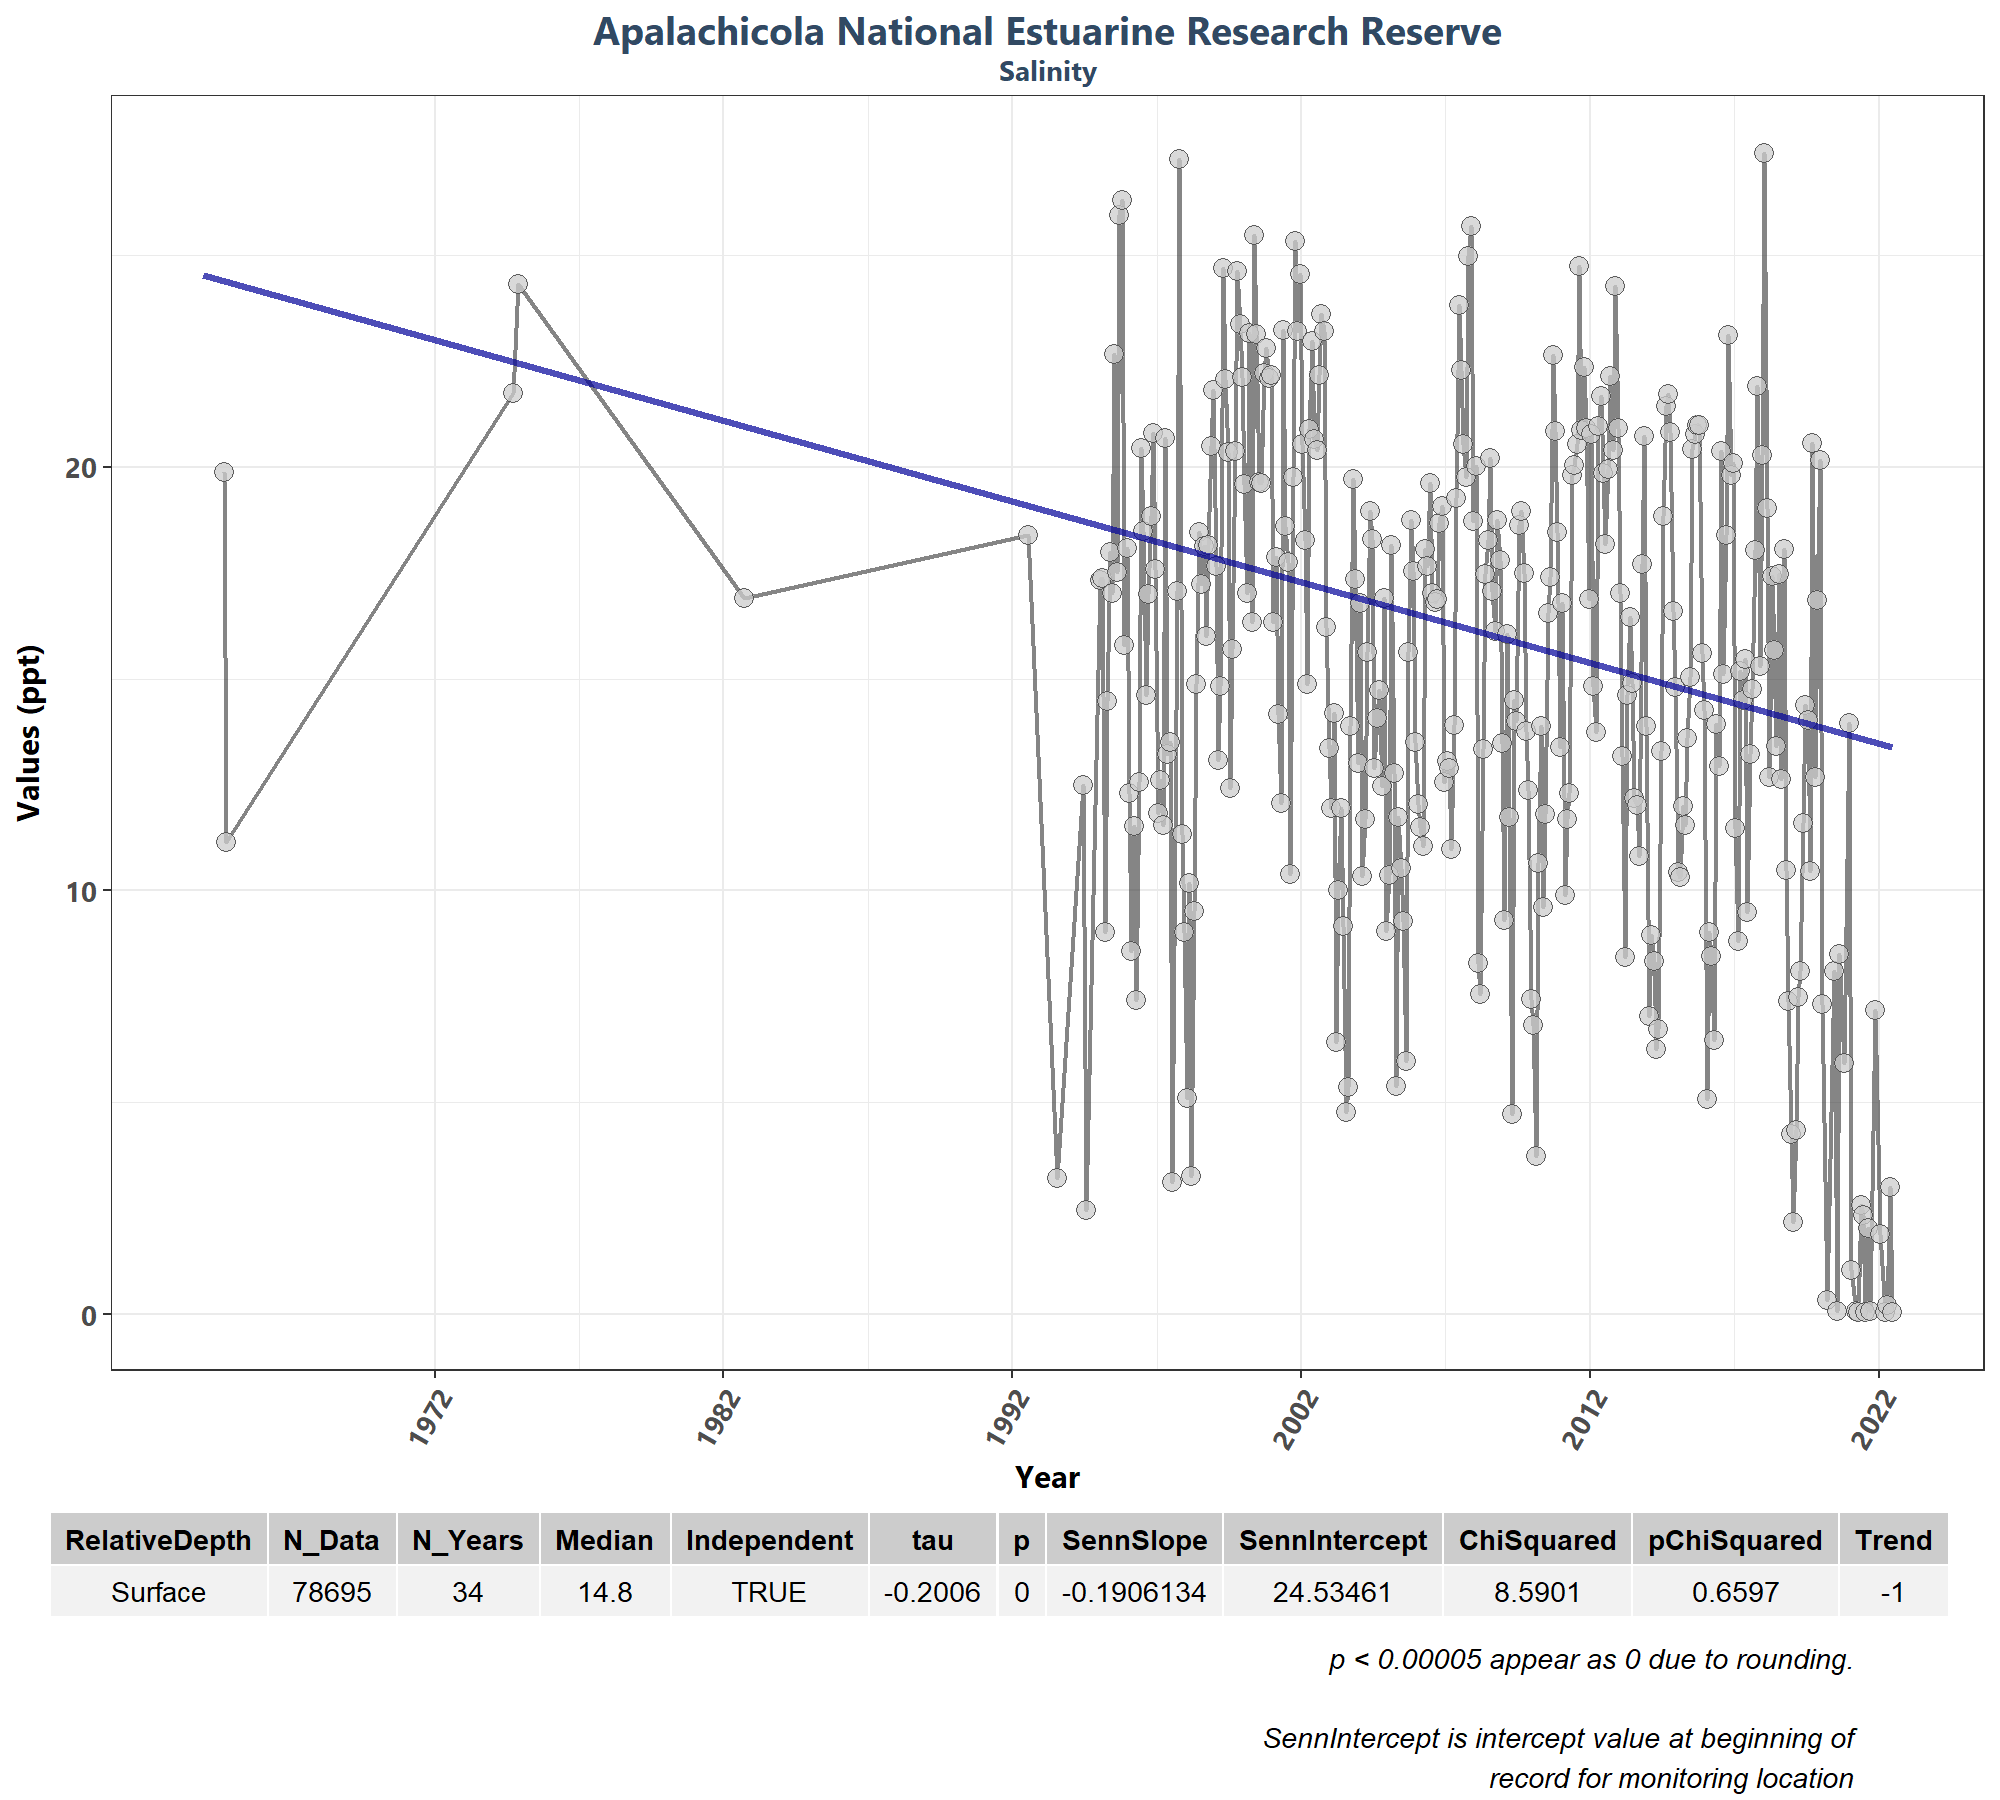 Apalachicola National Estuarine Research Reserve
Salinity
Values (ppt)
20
10
0
1972
1982
1992
2002
2012
2022
Year
RelativeDepth N_Data N_Years Median Independent tau p SennSlope SennIntercept ChiSquared pChiSquared Trend
Surface 78695 34 14.8 TRUE -0.2006 0 -0.1906134 24.53461 8.5901 0.6597 -1
p < 0.00005 appear as 0 due to rounding.
SennIntercept is intercept value at beginning of
record for monitoring location